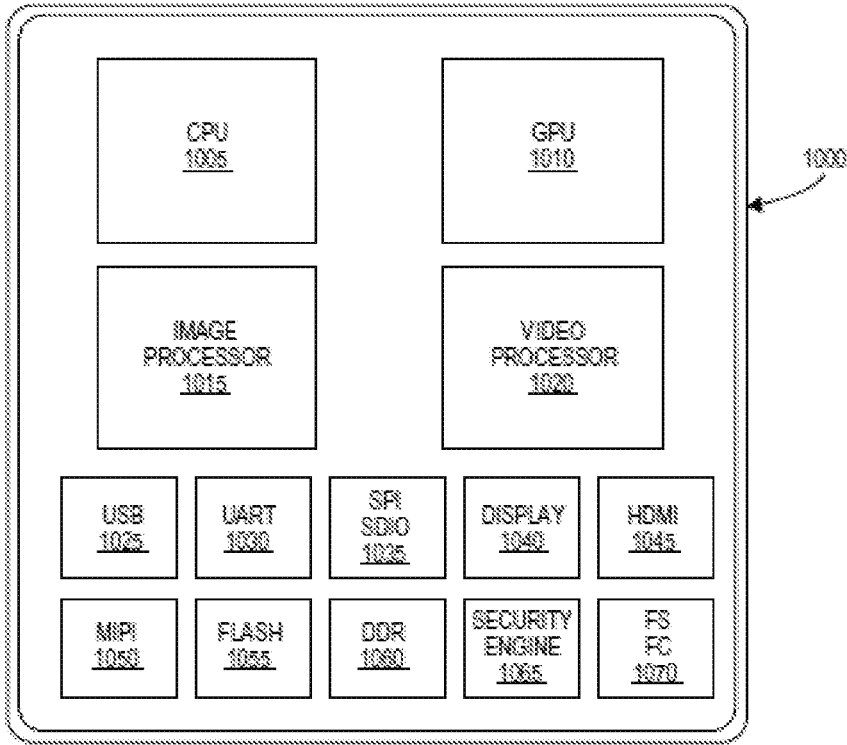 CPU
1005
GPU
1010
1000
IMAGE
PROCESSOR
1015
VIDEO
PROCESSOR
1020
USB
1025
UART
1030
SPI
SDIO
1035
DISPLAY
1040
HDMI
1045
MIPI
1050
FLASH
1055
DDR
1060
SECURITY
ENGINE
1065
FS
FC
1070